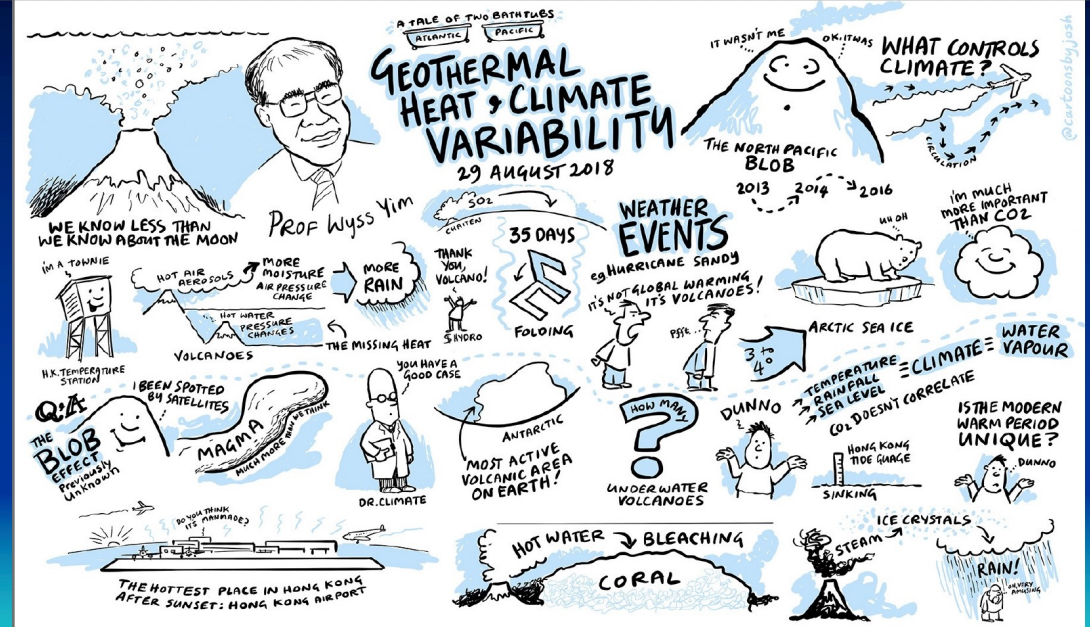 A TALE OF TWO BATHTUBS
ATLANTIC
PACIFIC
GEOTHERMAL
HEAT & CLIMATE
VARIABILITY
29 AUGUST 2018
PROF WYSS YIM
WE KNOW LESS THAN
WE KNOW ABOUT THE MOON
IT WASN'T ME
OK, IT WAS
THE NORTH PACIFIC
BLOB
2013
2014
2016
WHAT CONTROLS
CLIMATE?
CIRCULATION
@cartoonsbyjosh
I'M A TOWNIE
H.K. TEMPERATURE
STATION
HOT AIR
AEROSOLS
MORE
MOISTURE
AIR PRESSURE
CHANGE
MORE
RAIN
HOT WATER
PRESSURE
CHANGES
VOLCANOES
THE MISSING HEAT
SO2
CHAITEN
THANK
YOU,
VOLCANO!
$HYDRO
35 DAYS
FOLDING
WEATHER
EVENTS
eg HURRICANE SANDY
IT'S NOT GLOBAL WARMING
IT'S VOLCANOES!
PSFF...
UH OH
ARCTIC SEA ICE
I'M MUCH
MORE IMPORTANT
THAN CO2
3 to
4°
TEMPERATURE
RAINFALL
SEA LEVEL
CLIMATE
WATER
VAPOUR
CO2 DOESN'T CORRELATE
Q&A
THE
BLOB
EFFECT
Previously
Unknown
I BEEN SPOTTED
BY SATELLITES
MAGMA
MUCH MORE THAN WE THINK
YOU HAVE A
GOOD CASE
DR. CLIMATE
ANTARCTIC
MOST ACTIVE
VOLCANIC AREA
ON EARTH!
HOW MANY
?
UNDERWATER
VOLCANOES
DUNNO
HONG KONG
TIDE GUAGE
SINKING
IS THE MODERN
WARM PERIOD
UNIQUE?
DUNNO
DO YOU THINK
IT'S MANMADE?
THE HOTTEST PLACE IN HONG KONG
AFTER SUNSET: HONG KONG AIRPORT
HOT WATER
BLEACHING
CORAL
STEAM
ICE CRYSTALS
RAIN!
OH, VERY
AMUSING